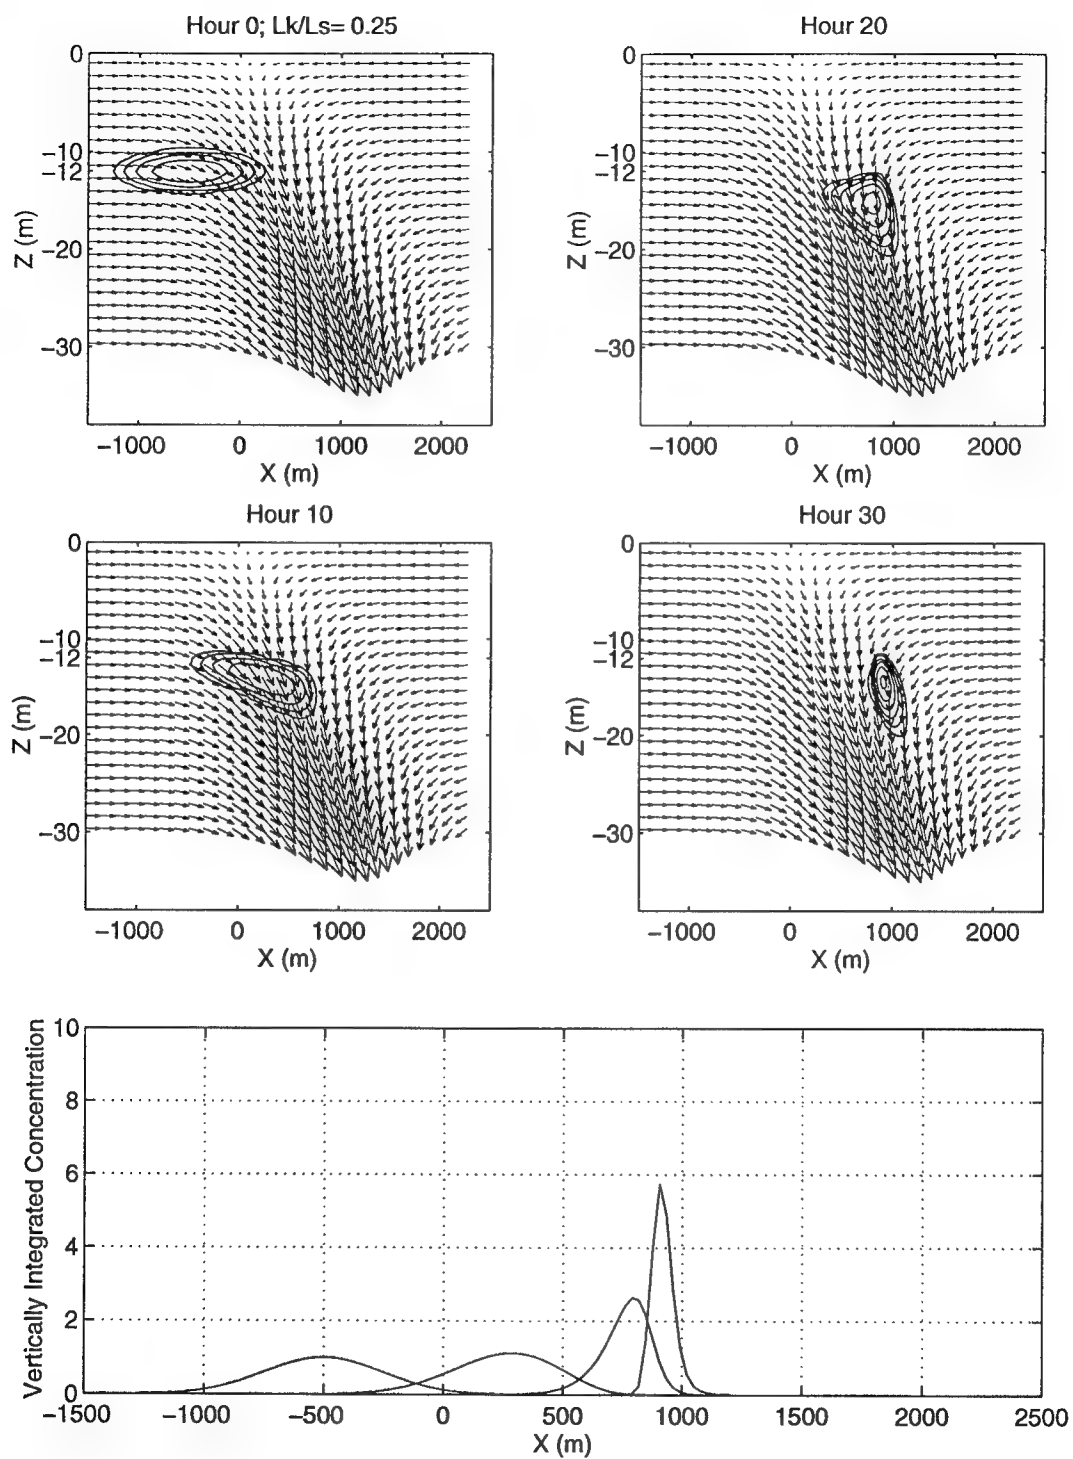 Hour 0; Lk/Ls= 0.25
0
−10
−12
−20
−30
Z (m)
−1000 0 1000 2000
X (m)
Hour 20
0
−10
−12
−20
−30
Z (m)
−1000 0 1000 2000
X (m)
Hour 10
0
−10
−12
−20
−30
Z (m)
−1000 0 1000 2000
X (m)
Hour 30
0
−10
−12
−20
−30
Z (m)
−1000 0 1000 2000
X (m)
Vertically Integrated Concentration
10
8
6
4
2
0
−1500 −1000 −500 0 500 1000 1500 2000 2500
X (m)